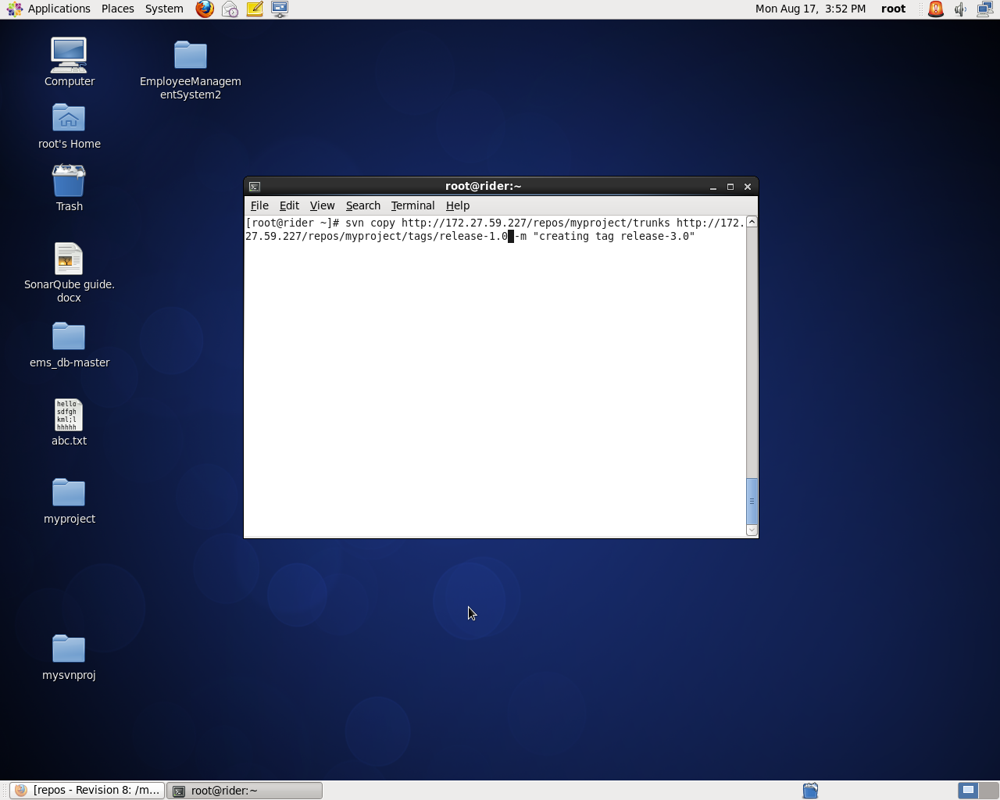 Applications Places System
Mon Aug 17, 3:52 PM root
Computer
EmployeeManagem
entSystem2
root's Home
Trash
SonarQube guide.
docx
ems_db-master
hello
sdfgh
kml;l
hhhhh
abc.txt
myproject
mysvnproj
root@rider:~
File Edit View Search Terminal Help
[root@rider ~]# svn copy http://172.27.59.227/repos/myproject/trunks http://172.
27.59.227/repos/myproject/tags/release-1.0 -m "creating tag release-3.0"
[repos - Revision 8: /m...
root@rider:~